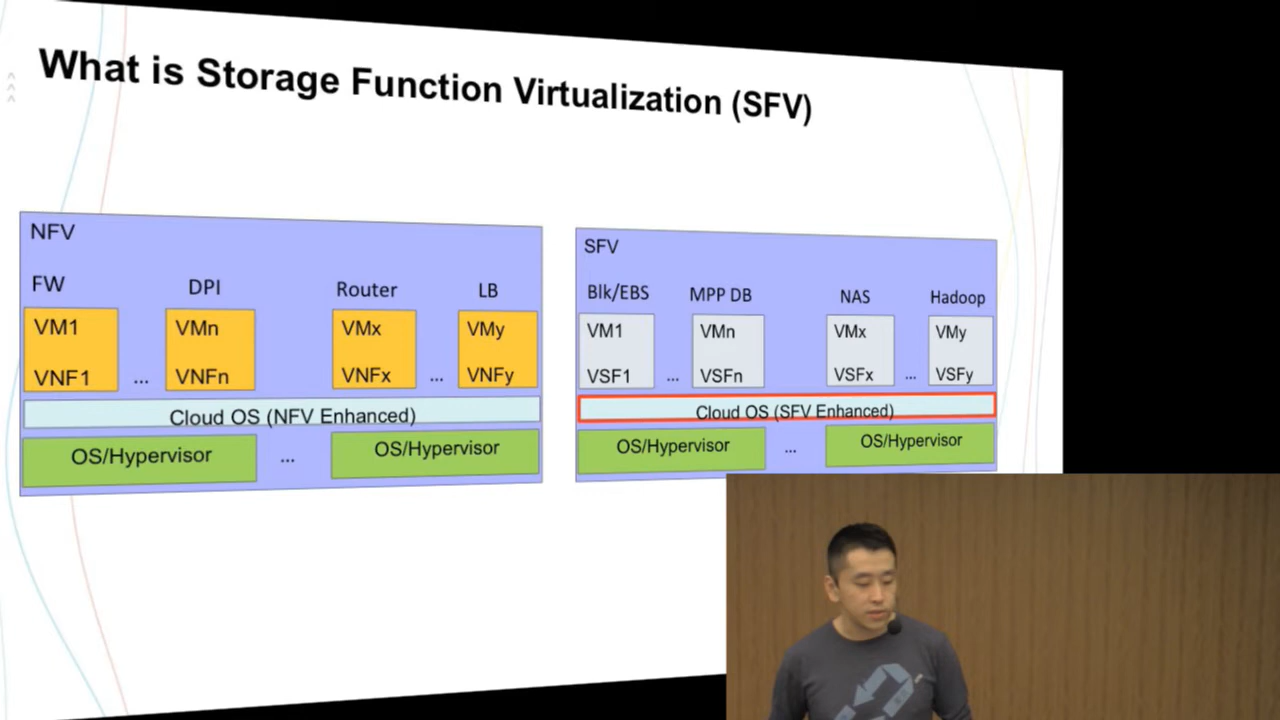 What is Storage Function Virtualization (SFV)
NFV
FW DPI Router LB
VM1 VMn VMx VMy
VNF1 ... VNFn VNFx ... VNFy
Cloud OS (NFV Enhanced)
OS/Hypervisor ... OS/Hypervisor
SFV
Blk/EBS MPP DB NAS Hadoop
VM1 VMn VMx VMy
VSF1 ... VSFn VSFx ... VSFy
Cloud OS (SFV Enhanced)
OS/Hypervisor ... OS/Hypervisor